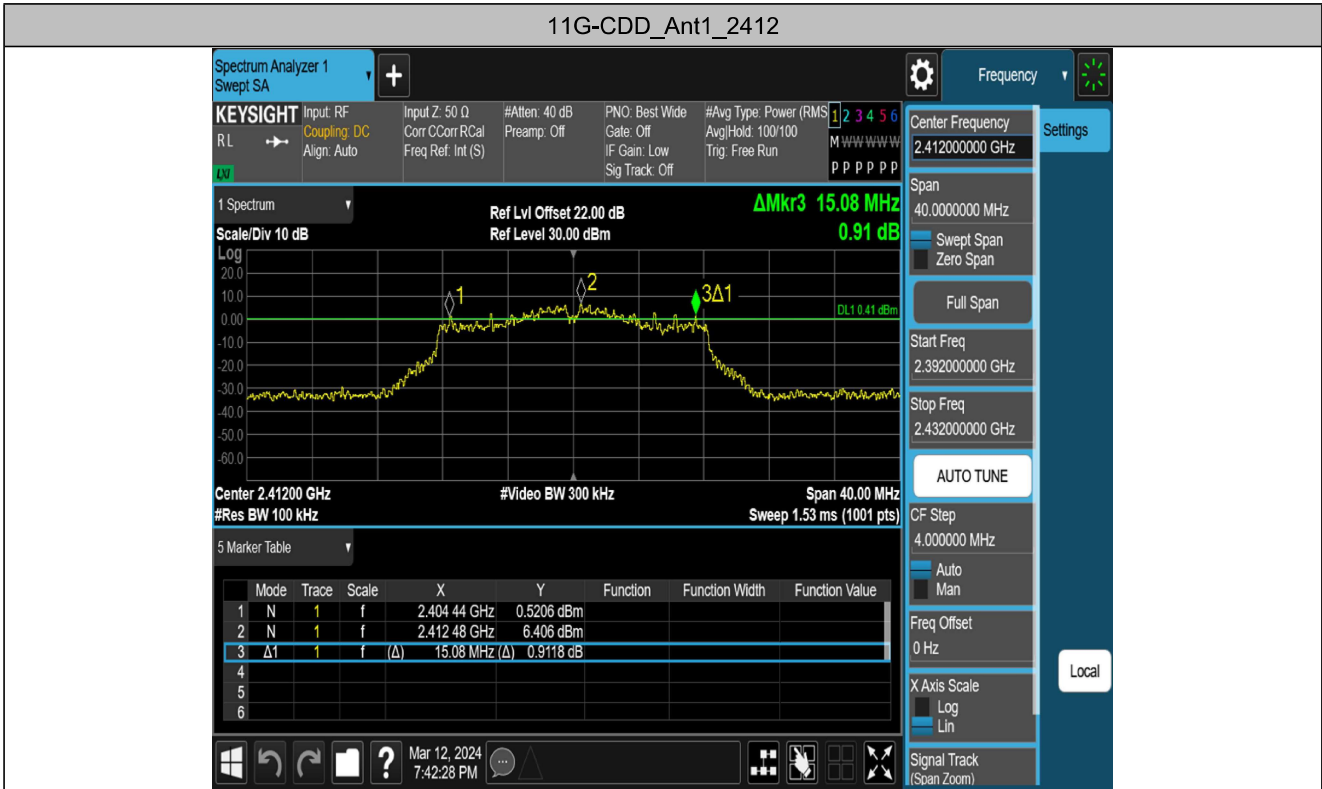 11G-CDD_Ant1_2412
Spectrum Analyzer 1
Swept SA
+
Frequency
KEYSIGHT
RL
LXI
Input: RF
Coupling: DC
Align: Auto
Input Z: 50 Ω
Corr CCorr RCal
Freq Ref: Int (S)
#Atten: 40 dB
Preamp: Off
PNO: Best Wide
Gate: Off
IF Gain: Low
Sig Track: Off
#Avg Type: Power (RMS
Avg|Hold: 100/100
Trig: Free Run
1 2 3 4 5 6
M W W W W W
P P P P P P
1 Spectrum
Scale/Div 10 dB
Ref Lvl Offset 22.00 dB
Ref Level 30.00 dBm
ΔMkr3 15.08 MHz
0.91 dB
Log
20.0
10.0
0.00
-10.0
-20.0
-30.0
-40.0
-50.0
-60.0
1
2
3Δ1
DL1 0.41 dBm
Center 2.41200 GHz
#Video BW 300 kHz
Span 40.00 MHz
#Res BW 100 kHz
Sweep 1.53 ms (1001 pts)
5 Marker Table
Mode Trace Scale X Y Function Function Width Function Value
1 N 1 f 2.404 44 GHz 0.5206 dBm
2 N 1 f 2.412 48 GHz 6.406 dBm
3 Δ1 1 f (Δ) 15.08 MHz (Δ) 0.9118 dB
4
5
6
Mar 12, 2024
7:42:28 PM
?
Center Frequency
2.412000000 GHz
Settings
Span
40.0000000 MHz
Swept Span
Zero Span
Full Span
Start Freq
2.392000000 GHz
Stop Freq
2.432000000 GHz
AUTO TUNE
CF Step
4.000000 MHz
Auto
Man
Freq Offset
0 Hz
X Axis Scale
Log
Lin
Signal Track
(Span Zoom)
Local